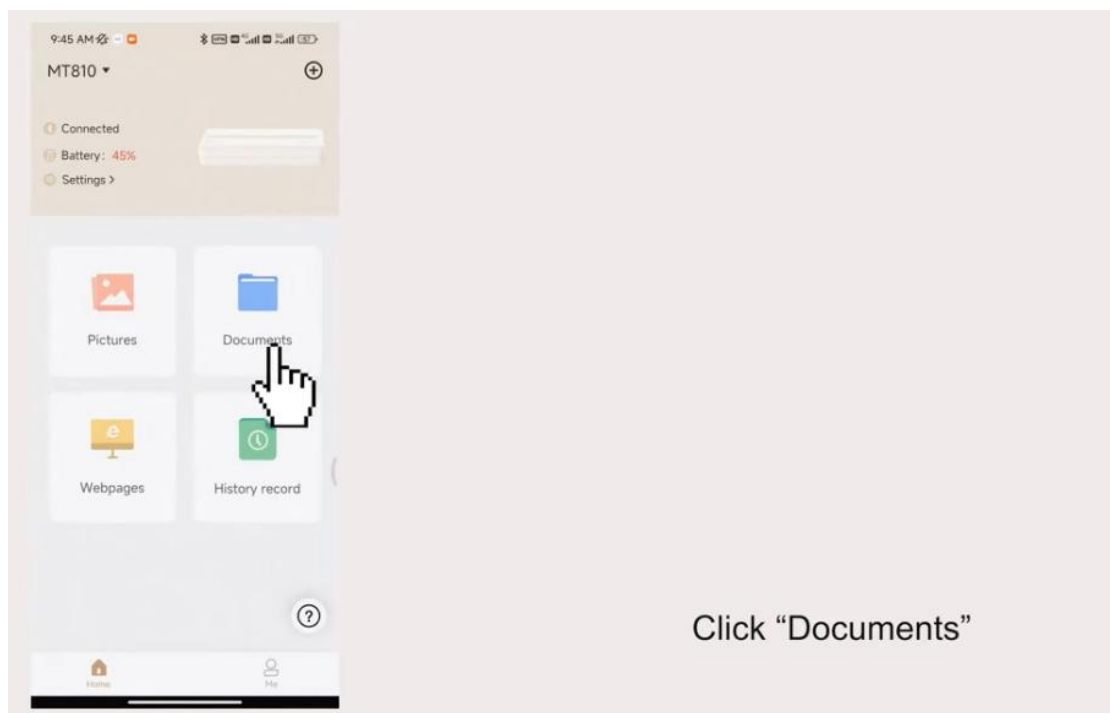 9:45 AM
MT810
Connected
Battery: 45%
Settings >
Pictures
Documents
Webpages
History record
Click “Documents”
Home
Me